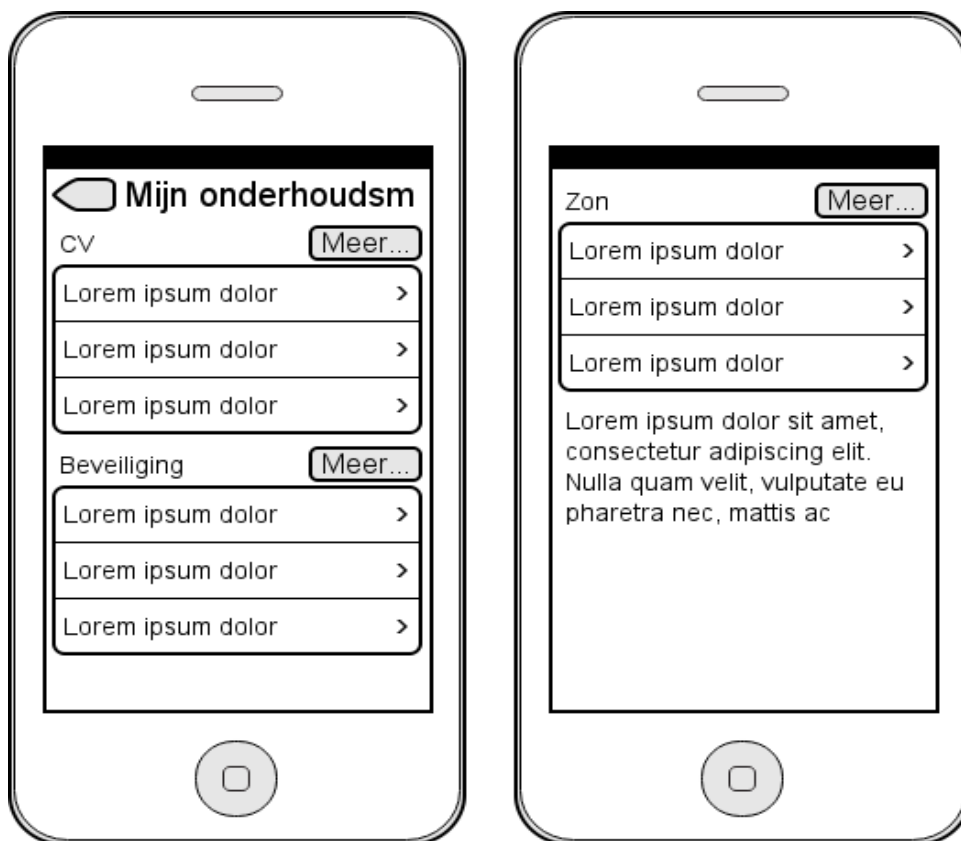 Mijn onderhoudsm
CV Meer...
Lorem ipsum dolor >
Lorem ipsum dolor >
Lorem ipsum dolor >
Beveiliging Meer...
Lorem ipsum dolor >
Lorem ipsum dolor >
Lorem ipsum dolor >
Zon Meer...
Lorem ipsum dolor >
Lorem ipsum dolor >
Lorem ipsum dolor >
Lorem ipsum dolor sit amet,
consectetur adipiscing elit.
Nulla quam velit, vulputate eu
pharetra nec, mattis ac